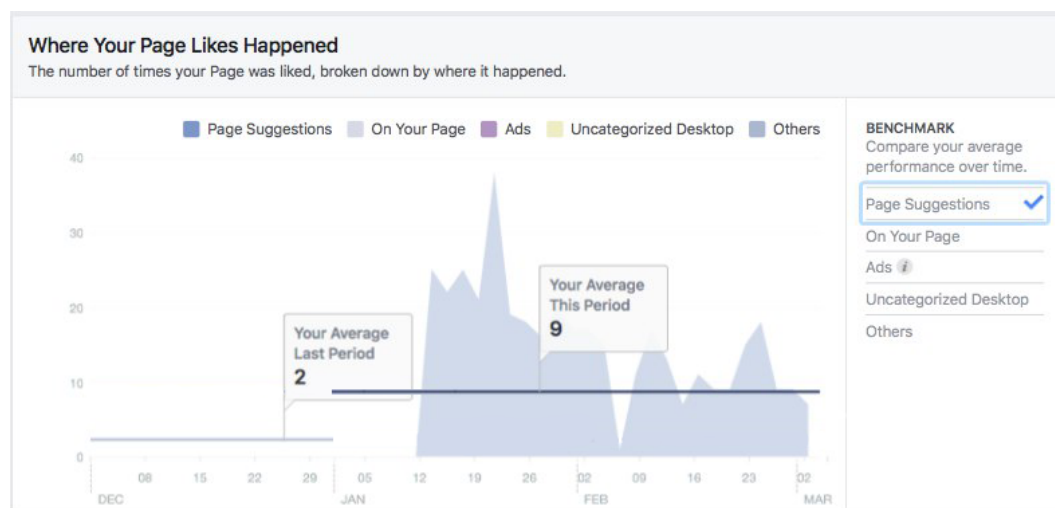 Where Your Page Likes Happened
The number of times your Page was liked, broken down by where it happened.
Page Suggestions On Your Page Ads Uncategorized Desktop Others
40
30
20
10
0
Your Average
Last Period
2
Your Average
This Period
9
08 15 22 29 05 12 19 26 02 09 16 23 02
DEC JAN FEB MAR
BENCHMARK
Compare your average
performance over time.
Page Suggestions
On Your Page
Ads i
Uncategorized Desktop
Others